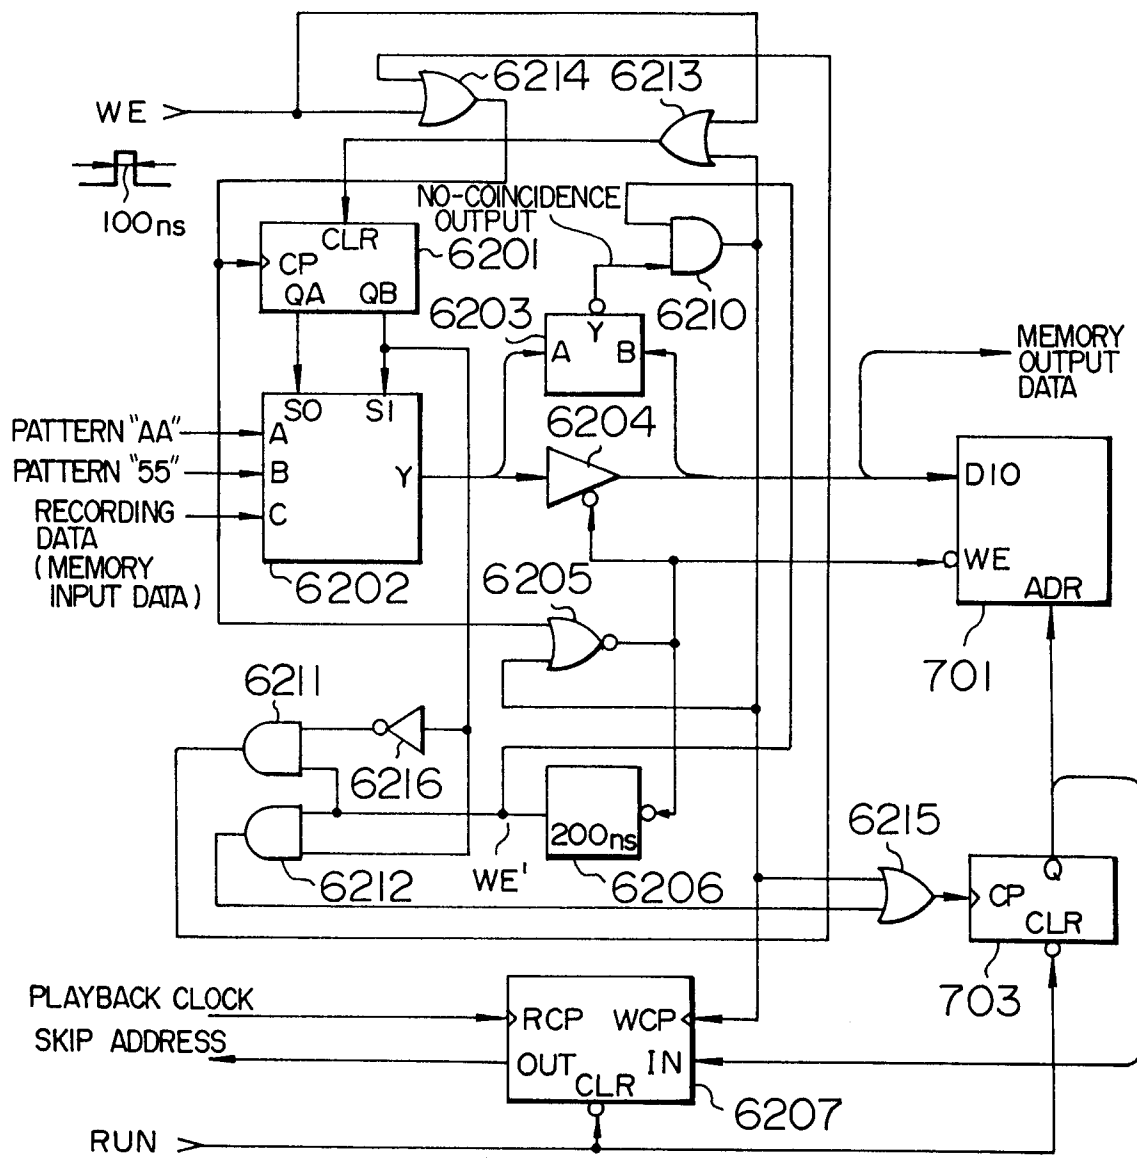 WE
100ns
6214
6213
NO-COINCIDENCE
OUTPUT
CLR
CP
QA QB
6201
6203
Y
A B
6210
MEMORY
OUTPUT
DATA
PATTERN "AA"
PATTERN "55"
RECORDING
DATA
(MEMORY
INPUT DATA)
S0 S1
A
B
C
Y
6202
6204
6205
DIO
WE
ADR
701
6211
6216
6212
WE'
200ns
6206
6215
Q
CP
CLR
703
PLAYBACK CLOCK
SKIP ADDRESS
RCP WCP
OUT IN
CLR
6207
RUN